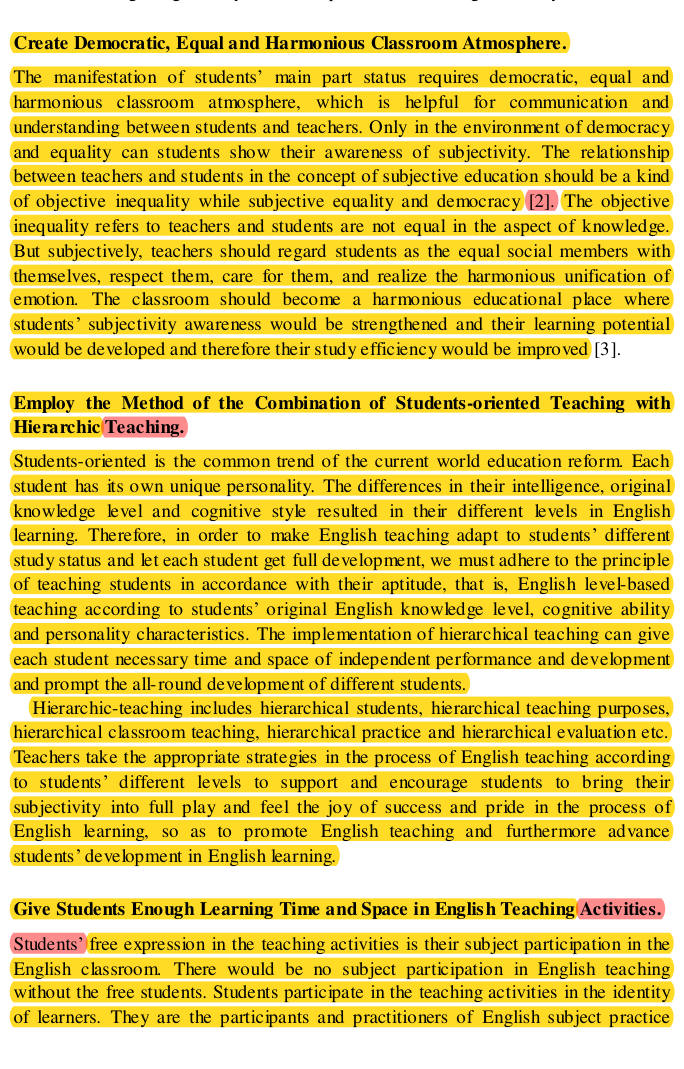 Create Democratic, Equal and Harmonious Classroom Atmosphere.
The manifestation of students’ main part status requires democratic, equal and
harmonious classroom atmosphere, which is helpful for communication and
understanding between students and teachers. Only in the environment of democracy
and equality can students show their awareness of subjectivity. The relationship
between teachers and students in the concept of subjective education should be a kind
of objective inequality while subjective equality and democracy [2]. The objective
inequality refers to teachers and students are not equal in the aspect of knowledge.
But subjectively, teachers should regard students as the equal social members with
themselves, respect them, care for them, and realize the harmonious unification of
emotion. The classroom should become a harmonious educational place where
students’ subjectivity awareness would be strengthened and their learning potential
would be developed and therefore their study efficiency would be improved [3].
Employ the Method of the Combination of Students-oriented Teaching with
Hierarchic Teaching.
Students-oriented is the common trend of the current world education reform. Each
student has its own unique personality. The differences in their intelligence, original
knowledge level and cognitive style resulted in their different levels in English
learning. Therefore, in order to make English teaching adapt to students’ different
study status and let each student get full development, we must adhere to the principle
of teaching students in accordance with their aptitude, that is, English level-based
teaching according to students’ original English knowledge level, cognitive ability
and personality characteristics. The implementation of hierarchical teaching can give
each student necessary time and space of independent performance and development
and prompt the all-round development of different students.
Hierarchic-teaching includes hierarchical students, hierarchical teaching purposes,
hierarchical classroom teaching, hierarchical practice and hierarchical evaluation etc.
Teachers take the appropriate strategies in the process of English teaching according
to students’ different levels to support and encourage students to bring their
subjectivity into full play and feel the joy of success and pride in the process of
English learning, so as to promote English teaching and furthermore advance
students’ development in English learning.
Give Students Enough Learning Time and Space in English Teaching Activities.
Students’ free expression in the teaching activities is their subject participation in the
English classroom. There would be no subject participation in English teaching
without the free students. Students participate in the teaching activities in the identity
of learners. They are the participants and practitioners of English subject practice